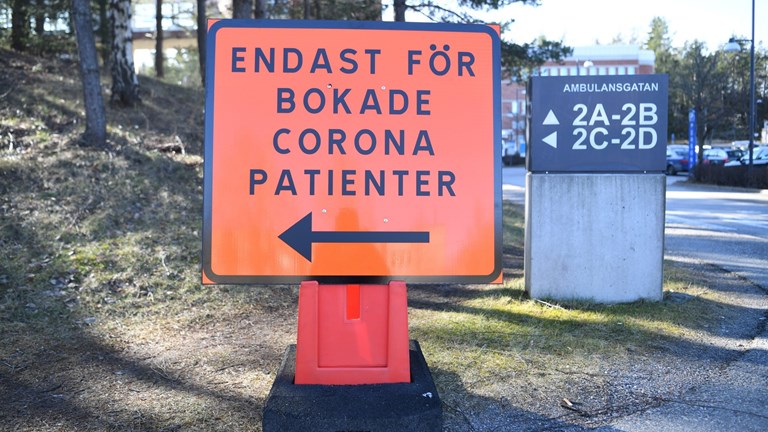 ENDAST FÖR
BOKADE
CORONA
PATIENTER
AMBULANSGATAN
2A-2B
2C-2D